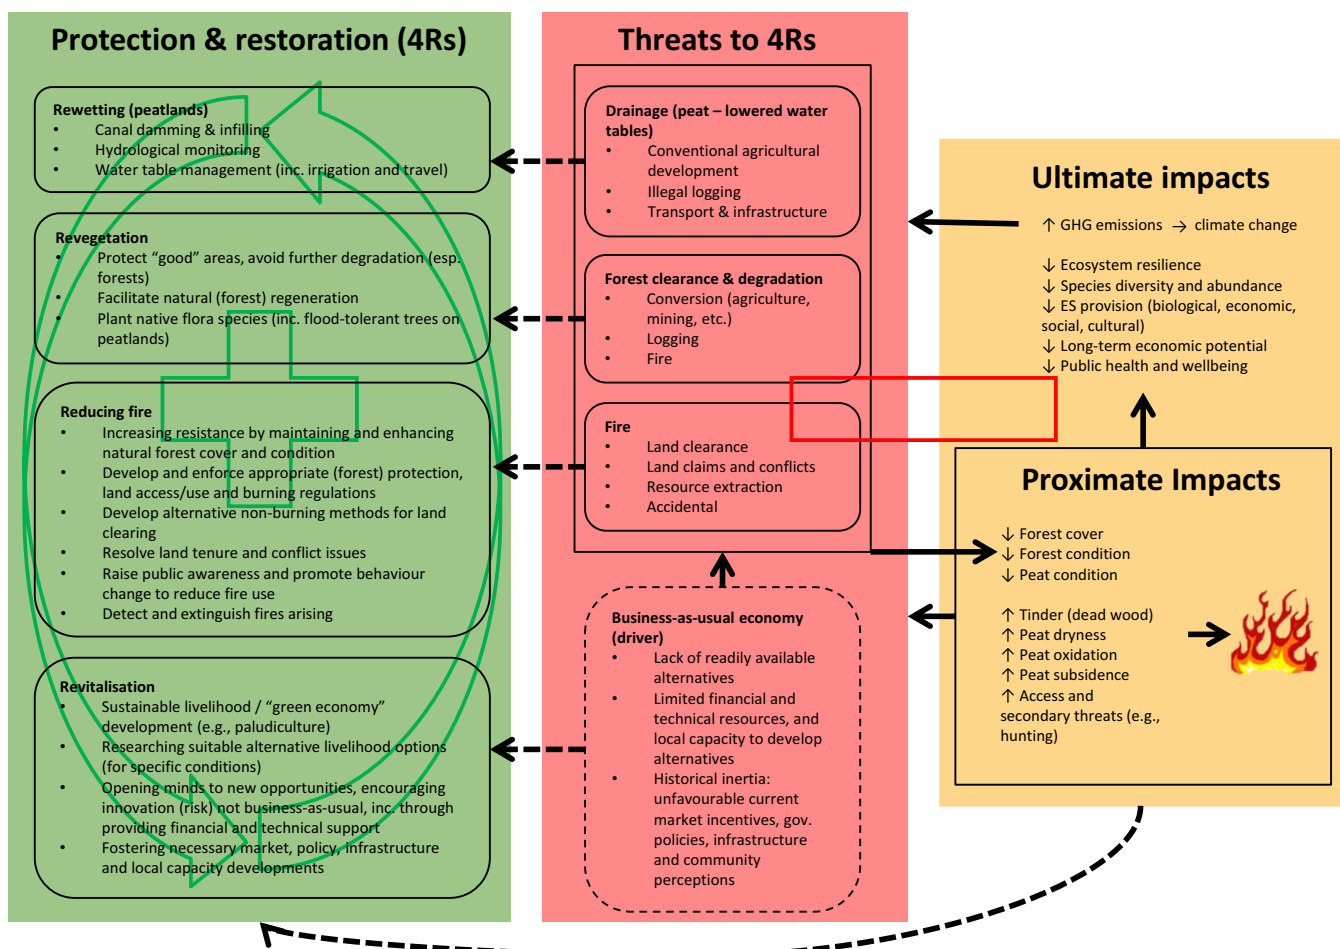 Protection & restoration (4Rs)
Rewetting (peatlands)
• Canal damming & infilling
• Hydrological monitoring
• Water table management (inc. irrigation and travel)
Revegetation
• Protect “good” areas, avoid further degradation (esp.
forests)
• Facilitate natural (forest) regeneration
• Plant native flora species (inc. flood-tolerant trees on
peatlands)
Reducing fire
• Increasing resistance by maintaining and enhancing
natural forest cover and condition
• Develop and enforce appropriate (forest) protection,
land access/use and burning regulations
• Develop alternative non-burning methods for land
clearing
• Resolve land tenure and conflict issues
• Raise public awareness and promote behaviour
change to reduce fire use
• Detect and extinguish fires arising
Revitalisation
• Sustainable livelihood / “green economy”
development (e.g., paludiculture)
• Researching suitable alternative livelihood options
(for specific conditions)
• Opening minds to new opportunities, encouraging
innovation (risk) not business-as-usual, inc. through
providing financial and technical support
• Fostering necessary market, policy, infrastructure
and local capacity developments
Threats to 4Rs
Drainage (peat – lowered water
tables)
• Conventional agricultural
development
• Illegal logging
• Transport & infrastructure
Forest clearance & degradation
• Conversion (agriculture,
mining, etc.)
• Logging
• Fire
Fire
• Land clearance
• Land claims and conflicts
• Resource extraction
• Accidental
Business-as-usual economy
(driver)
• Lack of readily available
alternatives
• Limited financial and
technical resources, and
local capacity to develop
alternatives
• Historical inertia:
unfavourable current
market incentives, gov.
policies, infrastructure
and community
perceptions
Ultimate impacts
↑ GHG emissions → climate change
↓ Ecosystem resilience
↓ Species diversity and abundance
↓ ES provision (biological, economic,
social, cultural)
↓ Long-term economic potential
↓ Public health and wellbeing
Proximate Impacts
↓ Forest cover
↓ Forest condition
↓ Peat condition
↑ Tinder (dead wood)
↑ Peat dryness
↑ Peat oxidation
↑ Peat subsidence
↑ Access and
secondary threats (e.g.,
hunting)